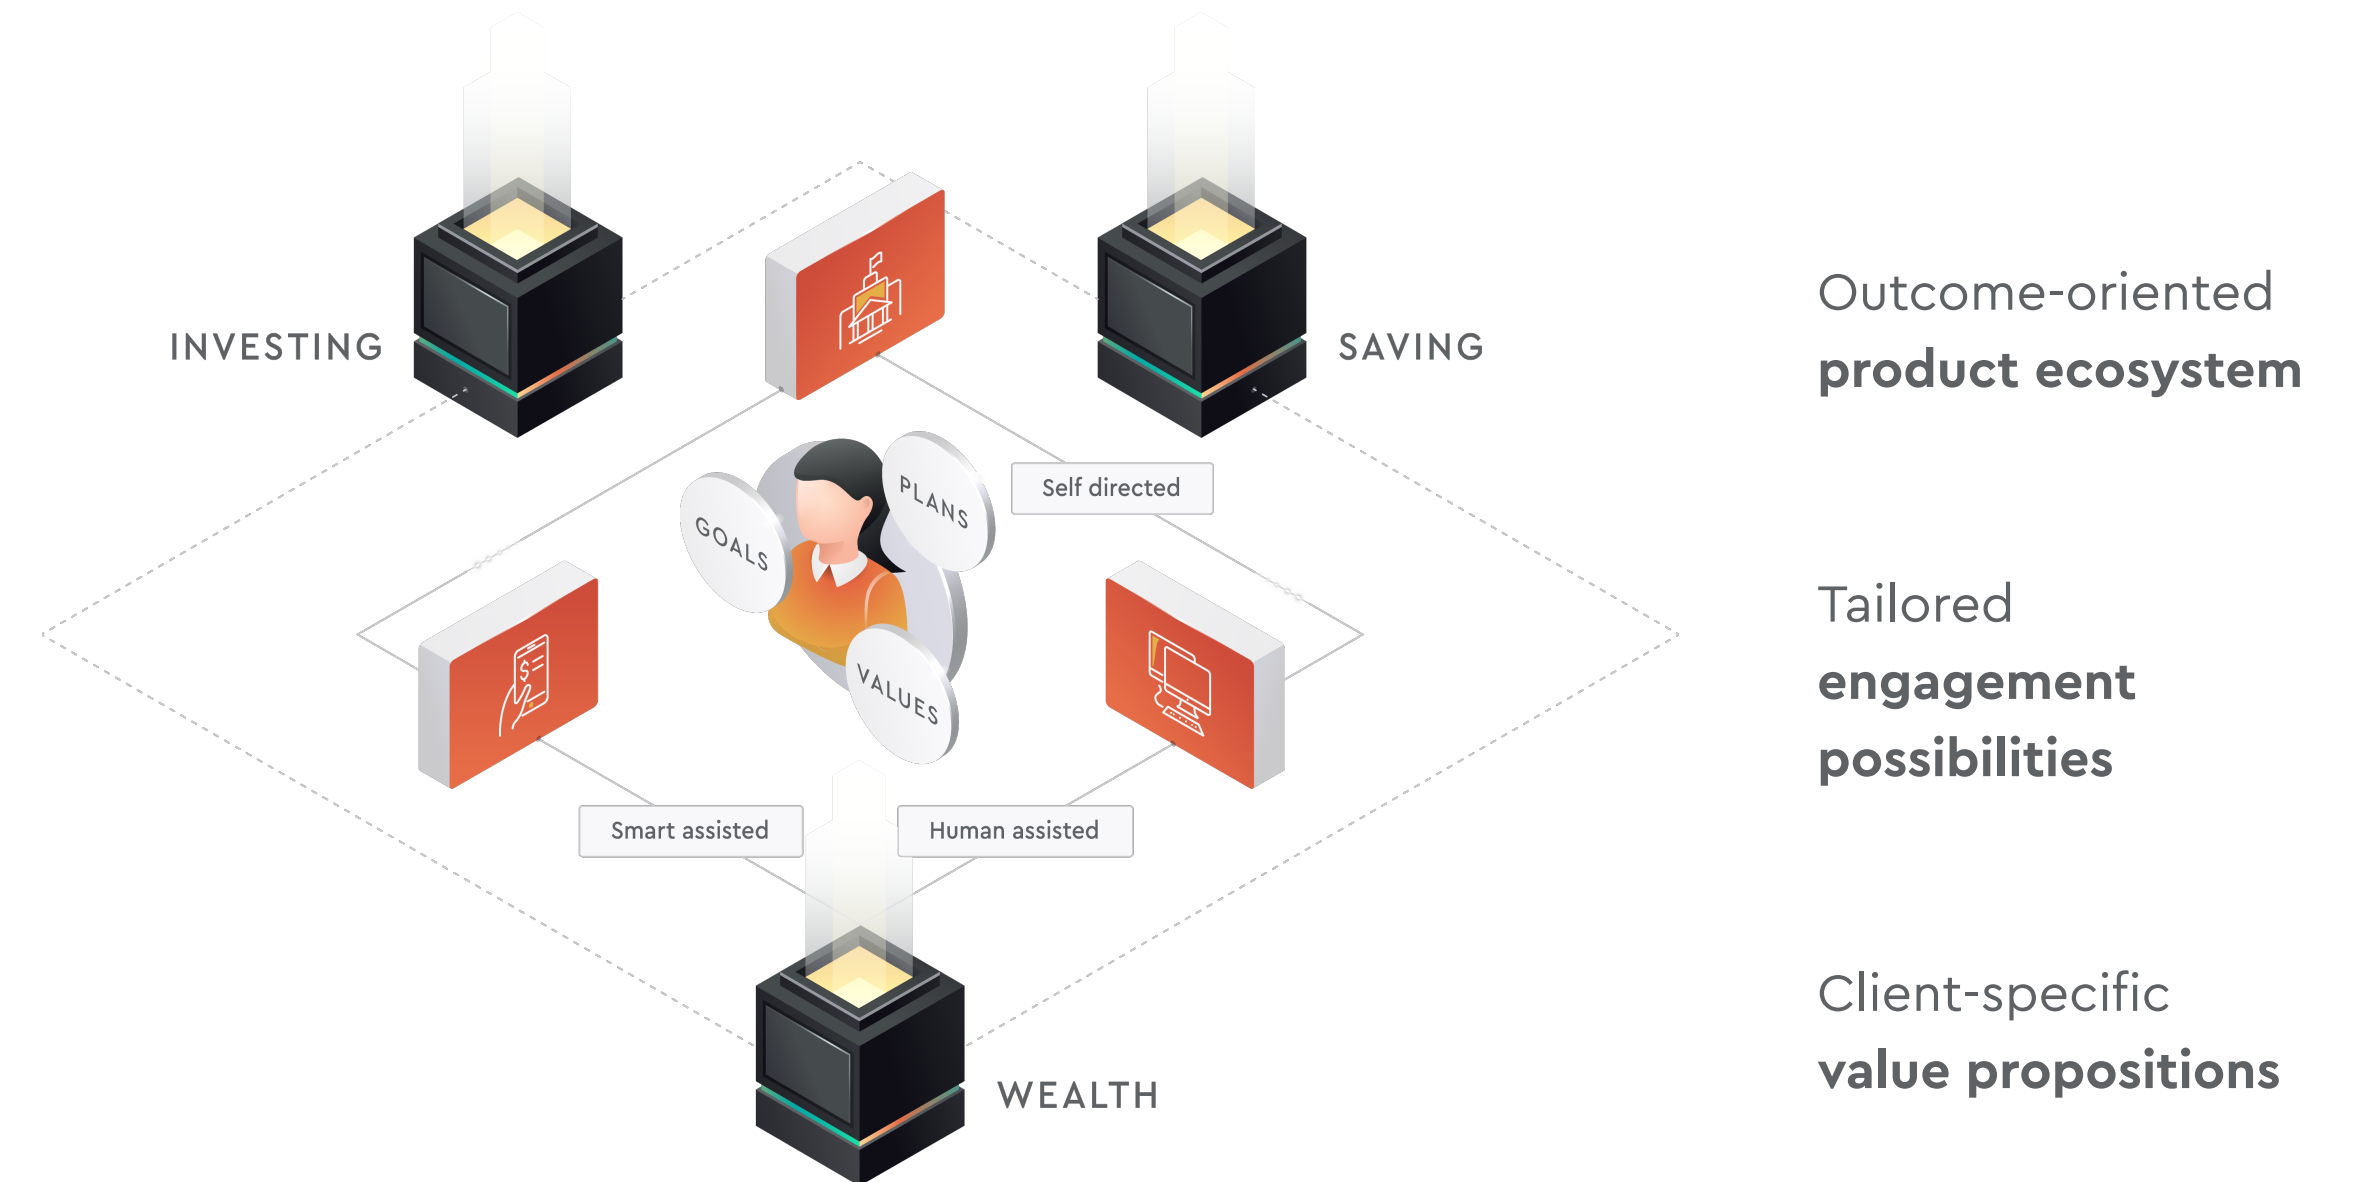 INVESTING
SAVING
GOALS
PLANS
VALUES
Self directed
Smart assisted
Human assisted
WEALTH
$
Outcome-oriented
product ecosystem
Tailored
engagement
possibilities
Client-specific
value propositions